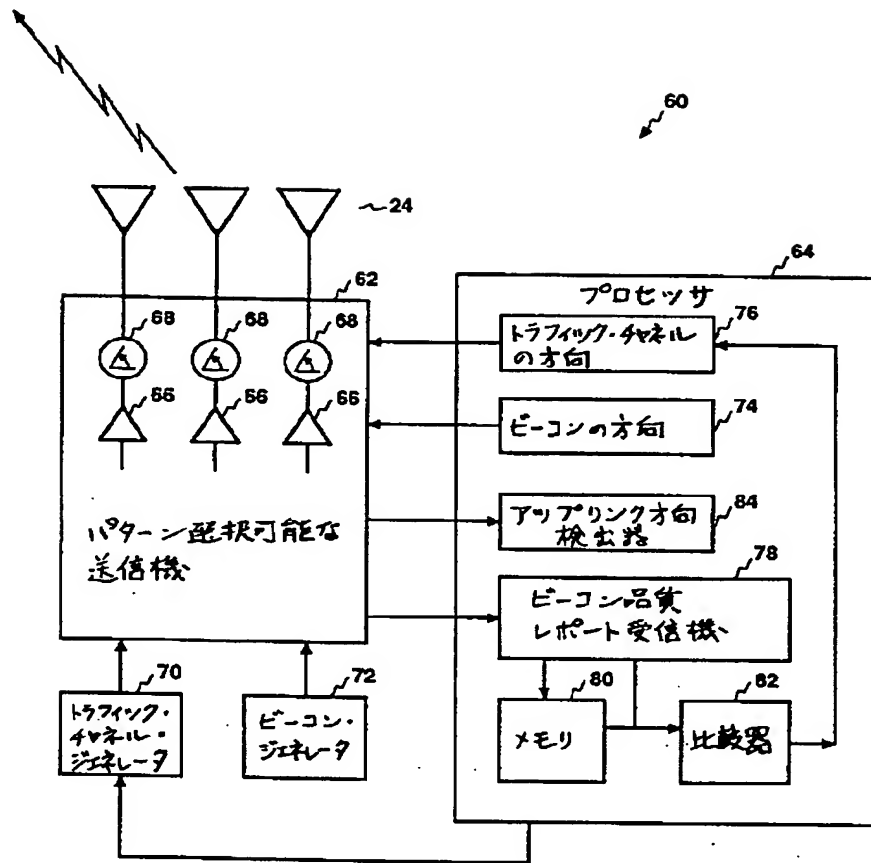 60
24
62
64
プロセッサ
68
68
68
76
トラフィック・チャネル
の方向
66
66
66
ビーコンの方向
74
パターン選択可能な
送信機
アップリンク方向
検出器
84
78
ビーコン品質
レポート受信機
70
72
80
82
トラフィック・
チャネル・
ジェネレータ
ビーコン・
ジェネレータ
メモリ
比較器